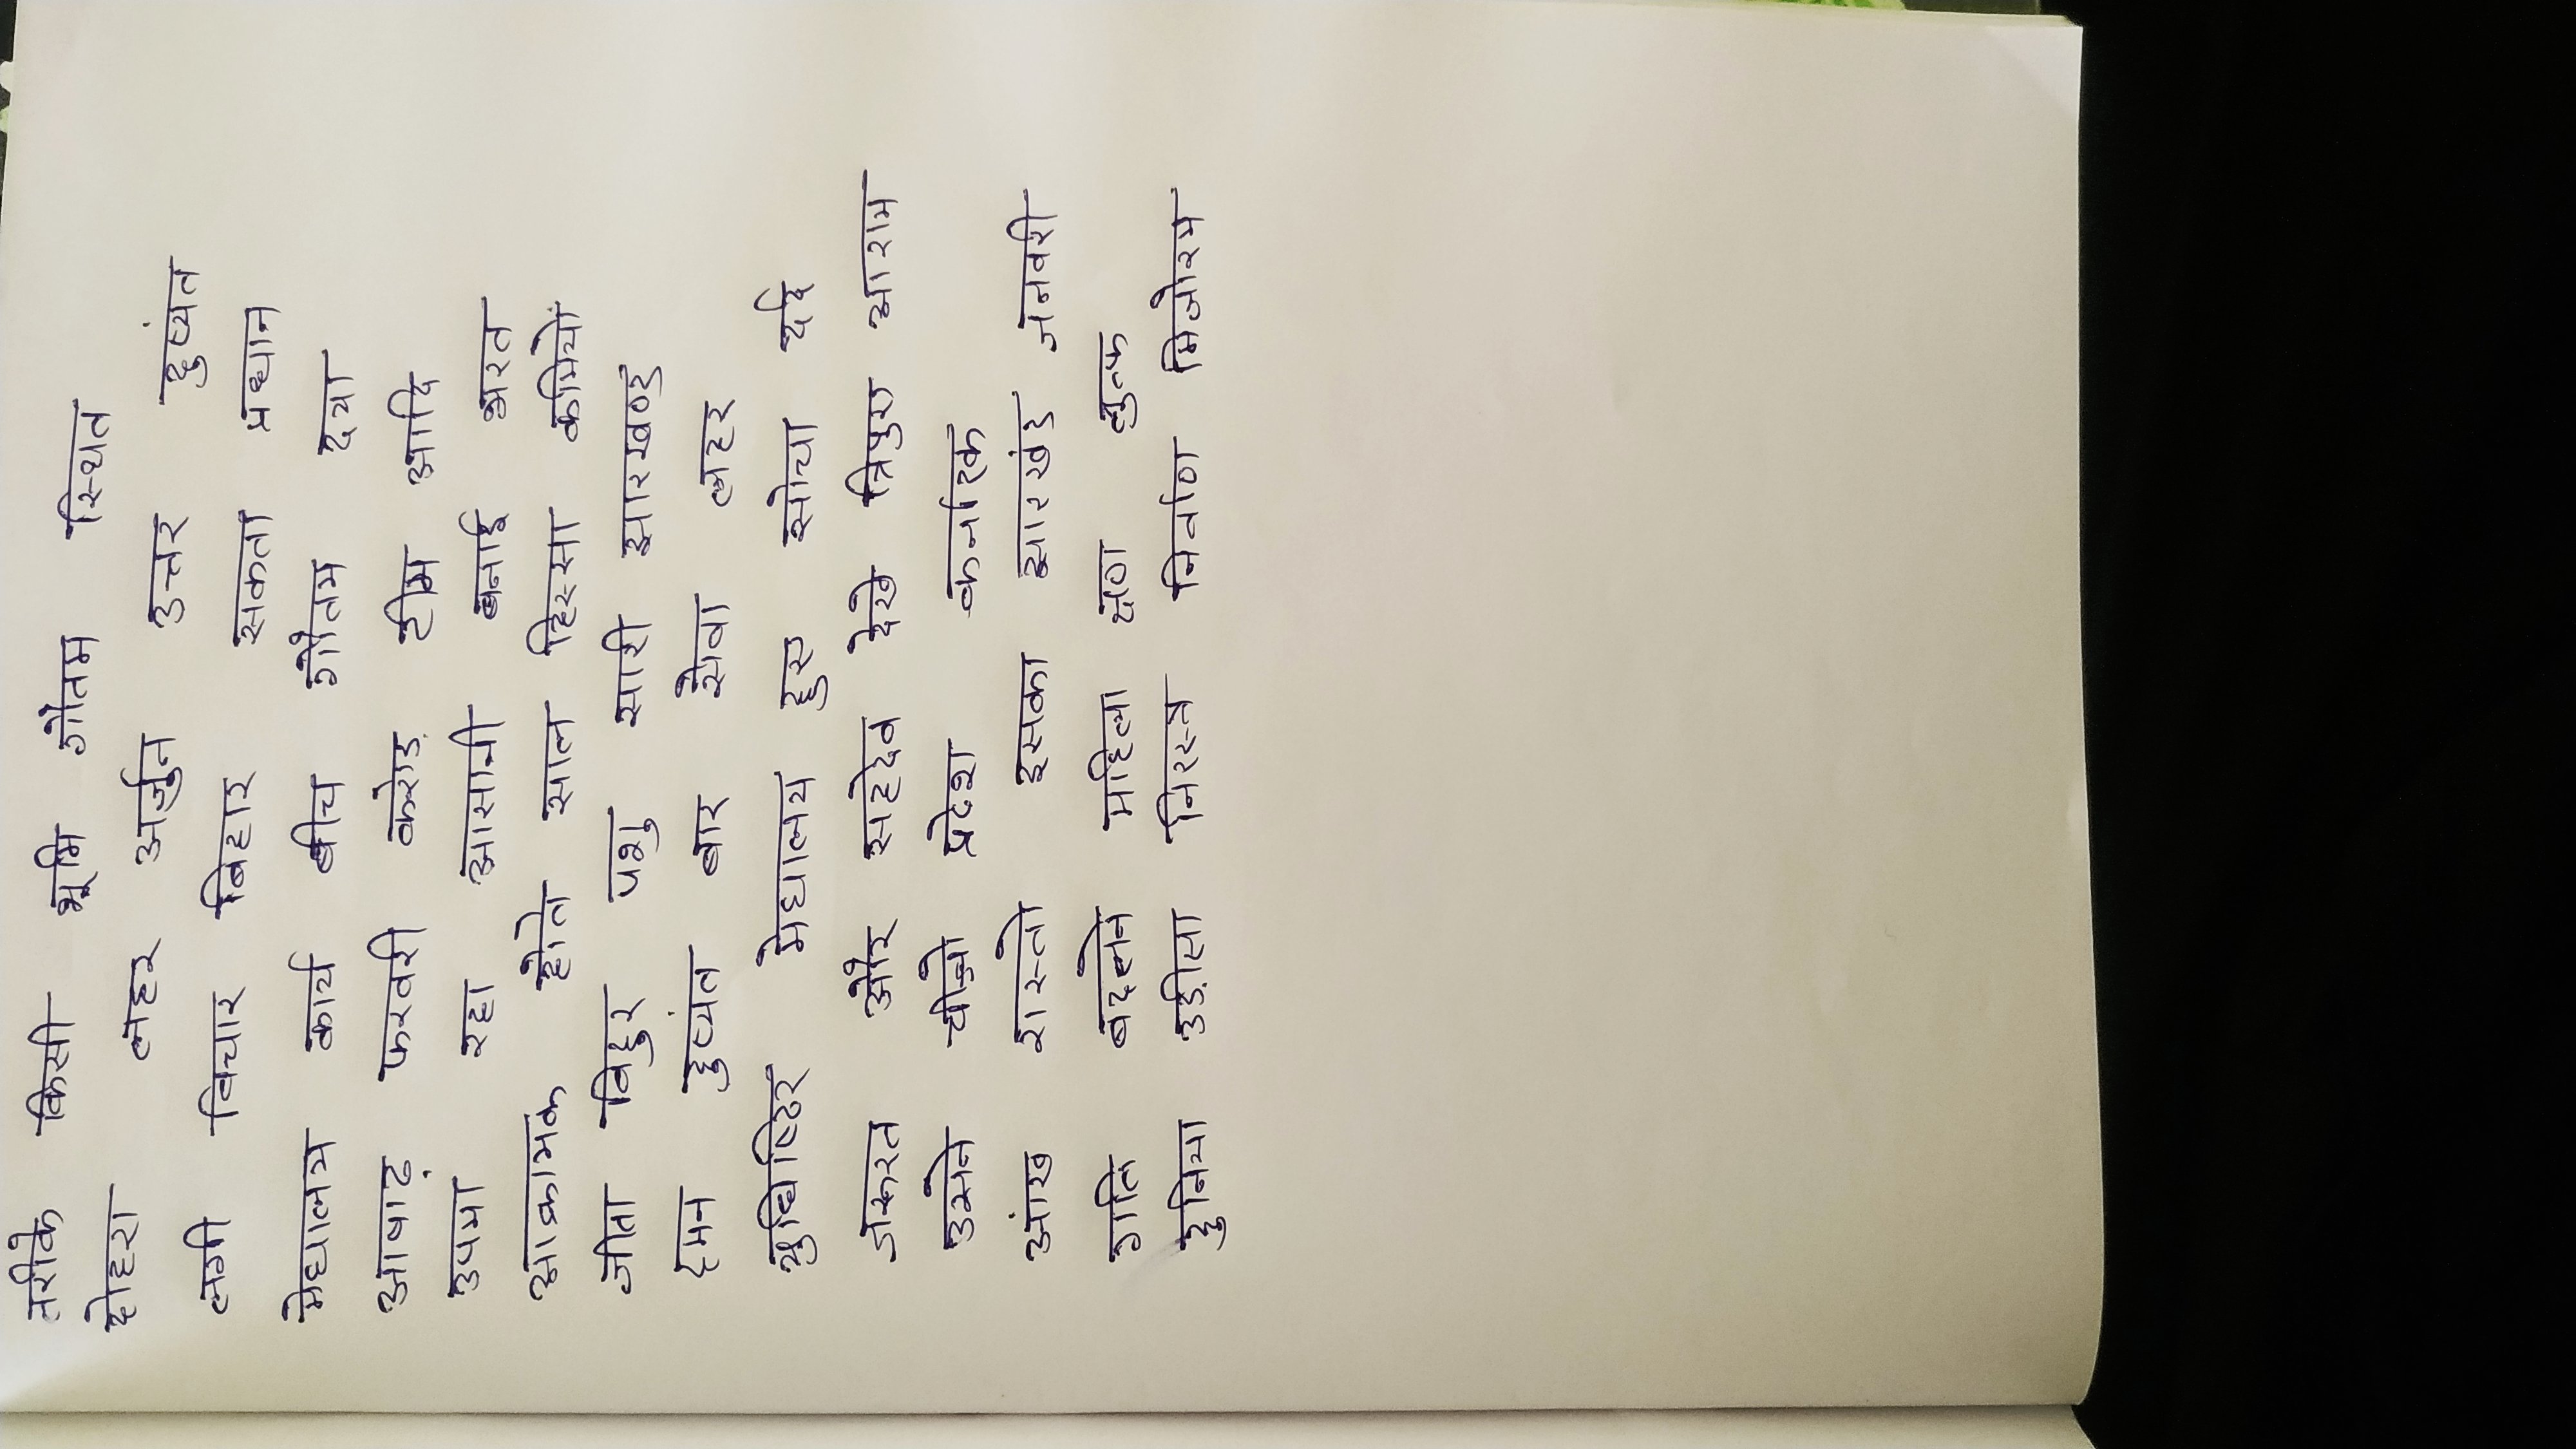 तरीके किसी भूमि गौतम स्थित
दोहरा लहर अर्जुन उत्तर दुष्यंत
लगी विचार बिहार सकता प्रधान
मेघालय कार्य बीच गौतम दया
आषाढ़ फरवरी करोड़ टीम आदि
उपमा रहा आसानी बनाई भरत
आक्रामक होते साल हिस्सा कमियों
जीता विदुर पशु सारी झारखण्ड
दमन दुष्यंत बार सेवा लहर
युधिष्ठिर मेघालय हुए सोचा दर्द
जरूरत और सहदेव देखे त्रिपुरा आराम
उसने चीजो प्रदेश कर्नाटक
आंख रास्तो इसका झारखंड जनवरी
गति बदलने महिला क्षण लुत्फ
दुनिया उड़ीसा निरस्त्र निर्वाण मिजोरम